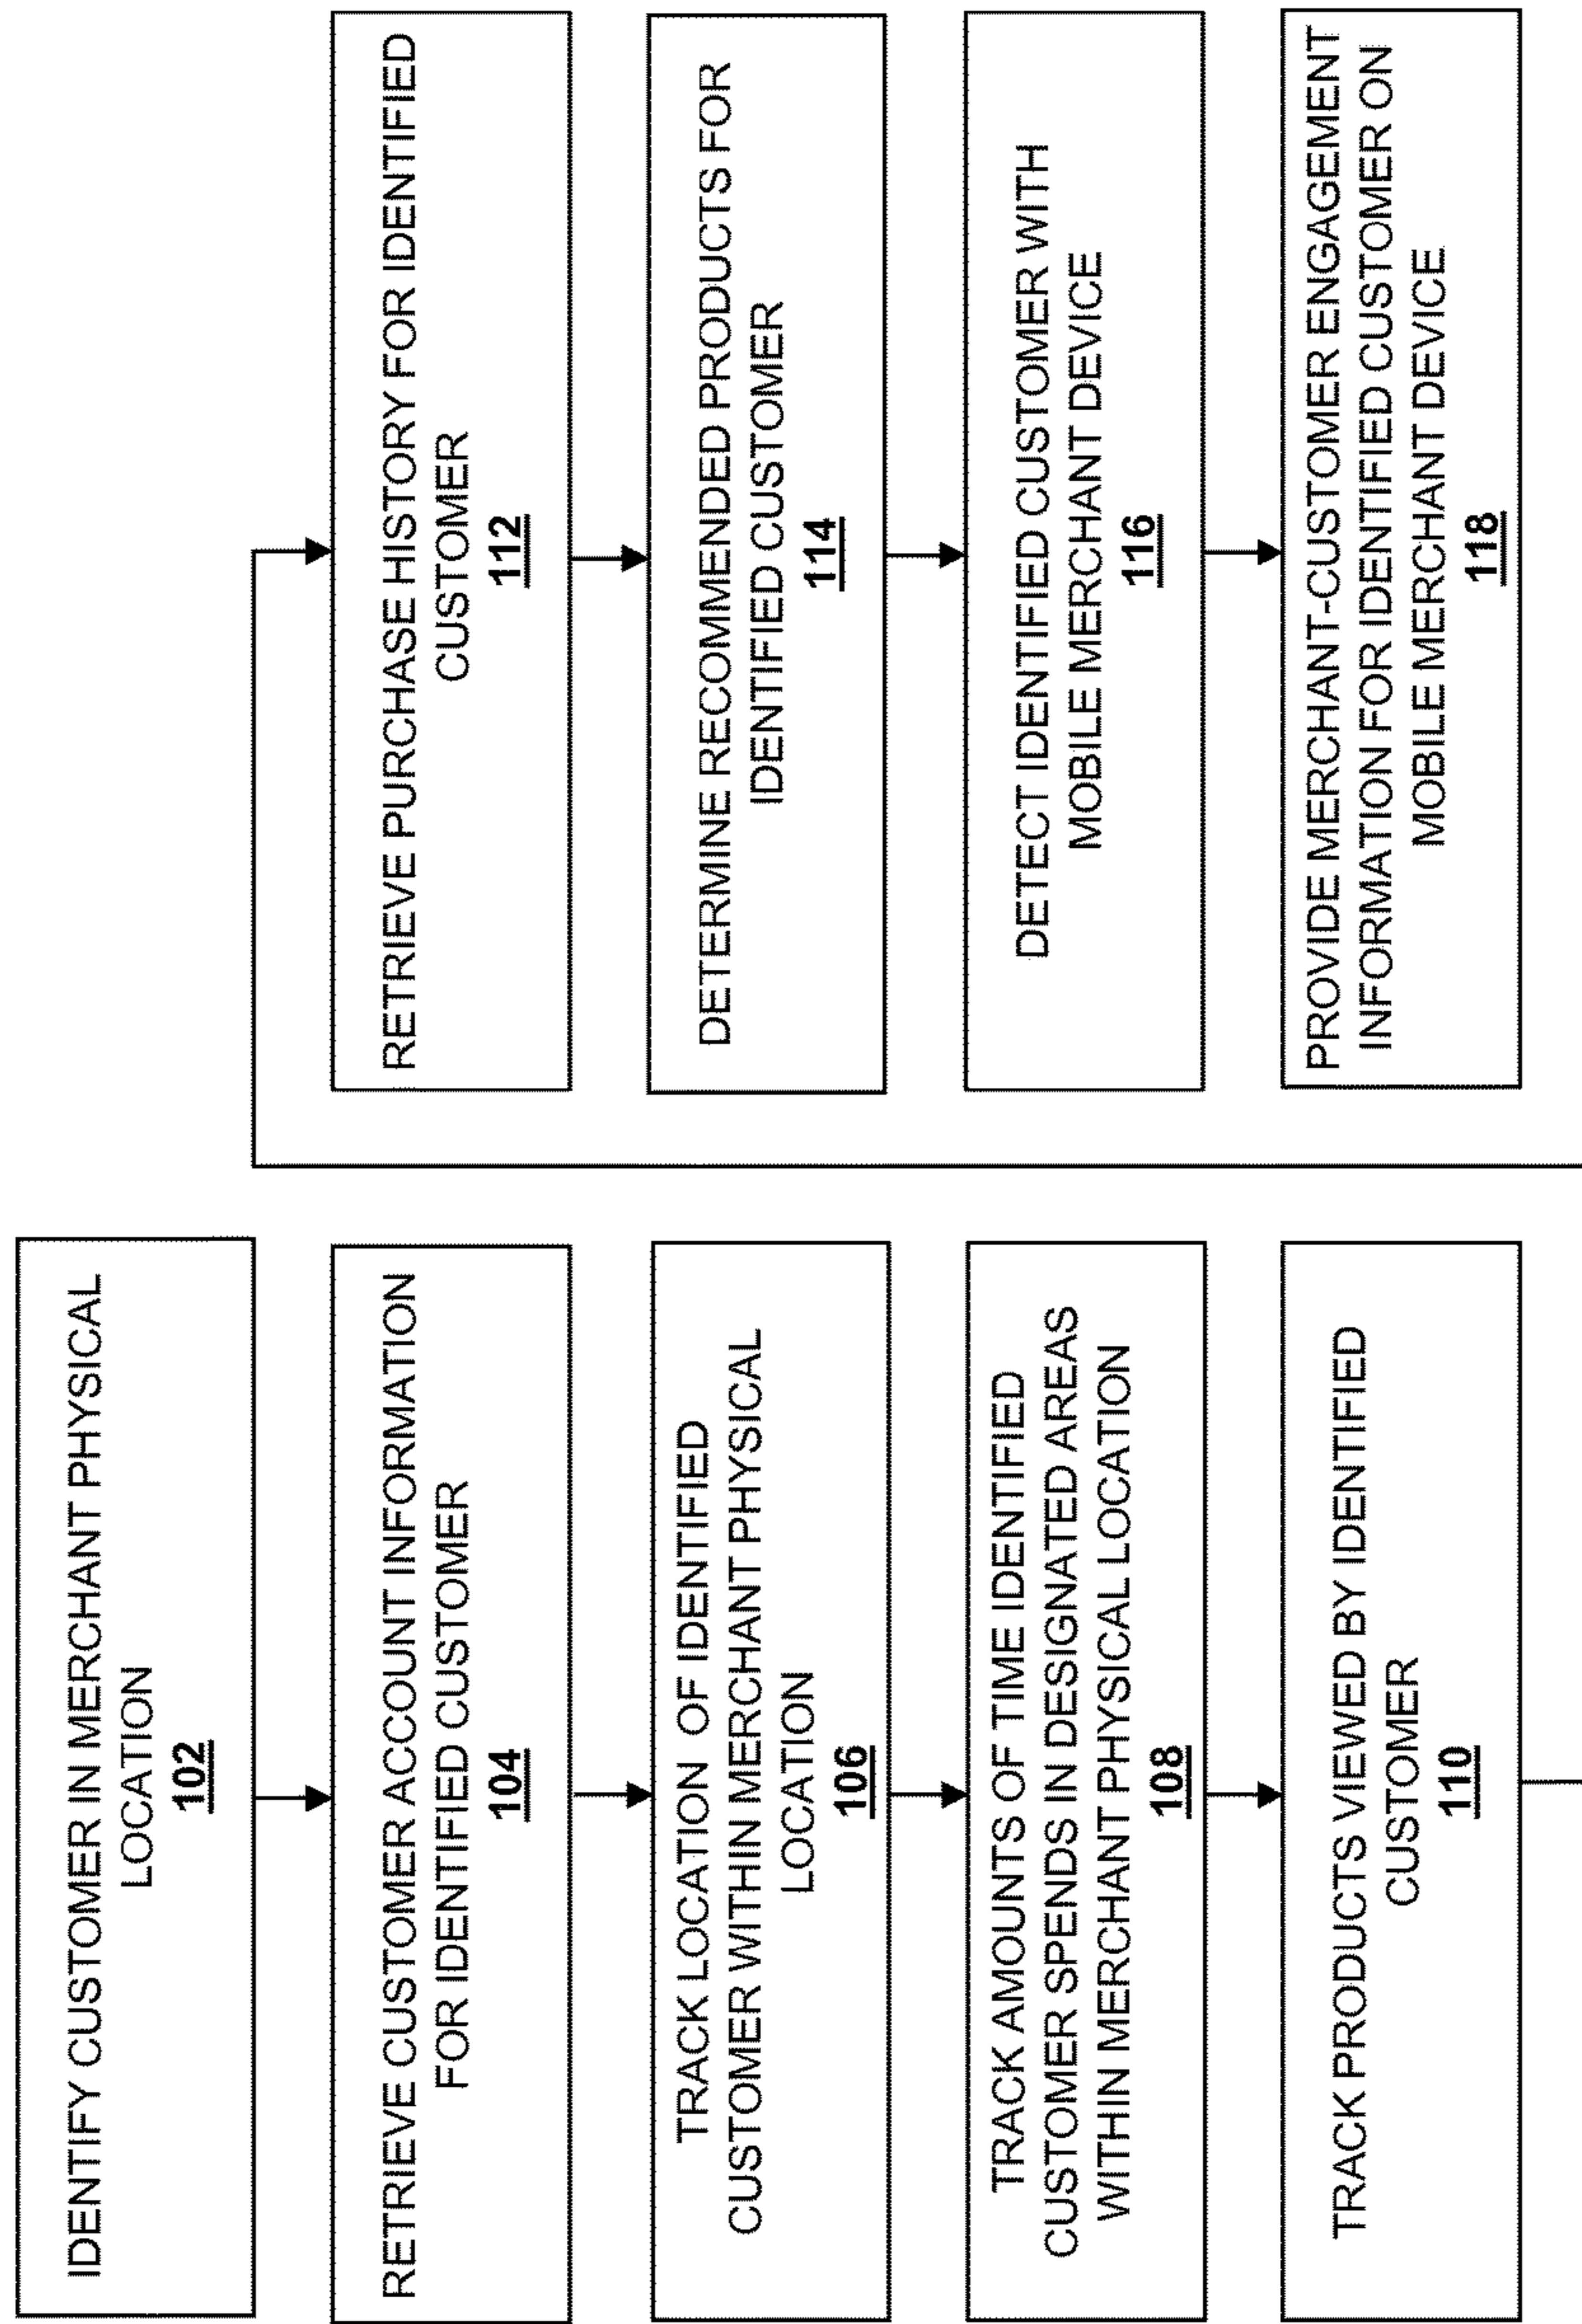 IDENTIFY CUSTOMER IN MERCHANT PHYSICAL
LOCATION
102
RETRIEVE CUSTOMER ACCOUNT INFORMATION
FOR IDENTIFIED CUSTOMER
104
TRACK LOCATION OF IDENTIFIED
CUSTOMER WITHIN MERCHANT PHYSICAL
LOCATION
106
TRACK AMOUNTS OF TIME IDENTIFIED
CUSTOMER SPENDS IN DESIGNATED AREAS
WITHIN MERCHANT PHYSICAL LOCATION
108
TRACK PRODUCTS VIEWED BY IDENTIFIED
CUSTOMER
110
RETRIEVE PURCHASE HISTORY FOR IDENTIFIED
CUSTOMER
112
DETERMINE RECOMMENDED PRODUCTS FOR
IDENTIFIED CUSTOMER
114
DETECT IDENTIFIED CUSTOMER WITH
MOBILE MERCHANT DEVICE
116
PROVIDE MERCHANT-CUSTOMER ENGAGEMENT
INFORMATION FOR IDENTIFIED CUSTOMER ON
MOBILE MERCHANT DEVICE
118